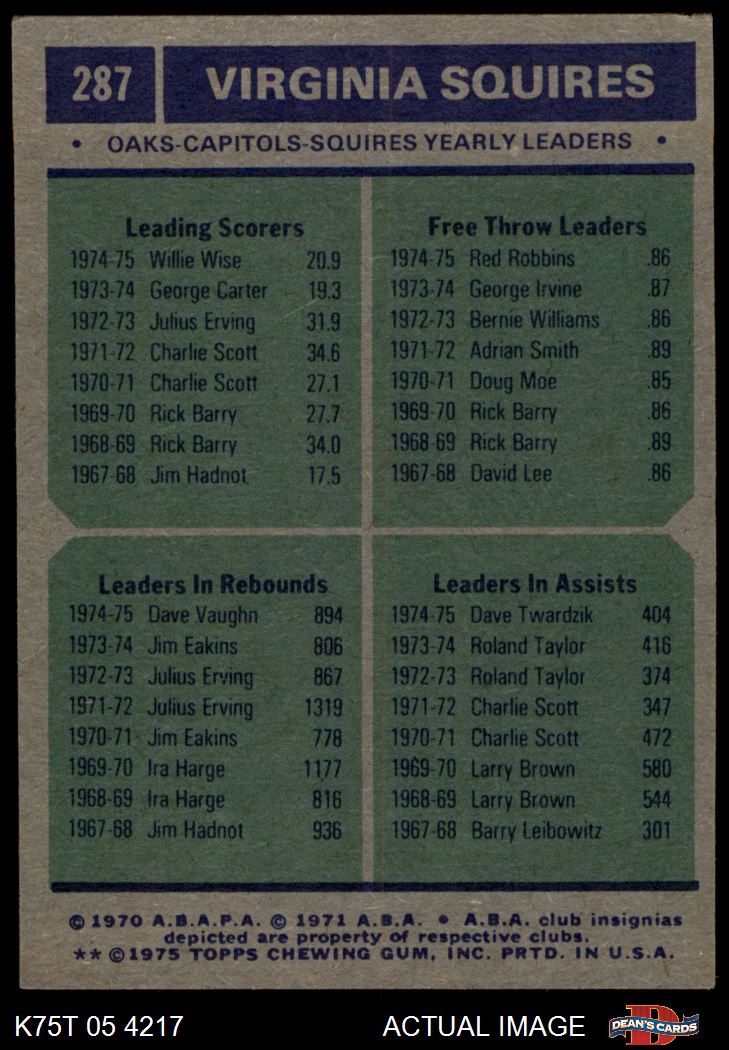 287 VIRGINIA SQUIRES
• OAKS-CAPITOLS-SQUIRES YEARLY LEADERS •
Leading Scorers
1974-75 Willie Wise 20.9
1973-74 George Carter 19.3
1972-73 Julius Erving 31.9
1971-72 Charlie Scott 34.6
1970-71 Charlie Scott 27.1
1969-70 Rick Barry 27.7
1968-69 Rick Barry 34.0
1967-68 Jim Hadnot 17.5
Free Throw Leaders
1974-75 Red Robbins .86
1973-74 George Irvine .87
1972-73 Bernie Williams .86
1971-72 Adrian Smith .89
1970-71 Doug Moe .85
1969-70 Rick Barry .86
1968-69 Rick Barry .89
1967-68 David Lee .86
Leaders In Rebounds
1974-75 Dave Vaughn 894
1973-74 Jim Eakins 806
1972-73 Julius Erving 867
1971-72 Julius Erving 1319
1970-71 Jim Eakins 778
1969-70 Ira Harge 1177
1968-69 Ira Harge 816
1967-68 Jim Hadnot 936
Leaders In Assists
1974-75 Dave Twardzik 404
1973-74 Roland Taylor 416
1972-73 Roland Taylor 374
1971-72 Charlie Scott 347
1970-71 Charlie Scott 472
1969-70 Larry Brown 580
1968-69 Larry Brown 544
1967-68 Barry Leibowitz 301
© 1970 A.B.A.P.A. © 1971 A.B.A. • A.B.A. club insignias
depicted are property of respective clubs.
** ©1975 TOPPS CHEWING GUM, INC. PRTD. IN U.S.A.
K75T 05 4217 ACTUAL IMAGE D DEAN'S CARDS